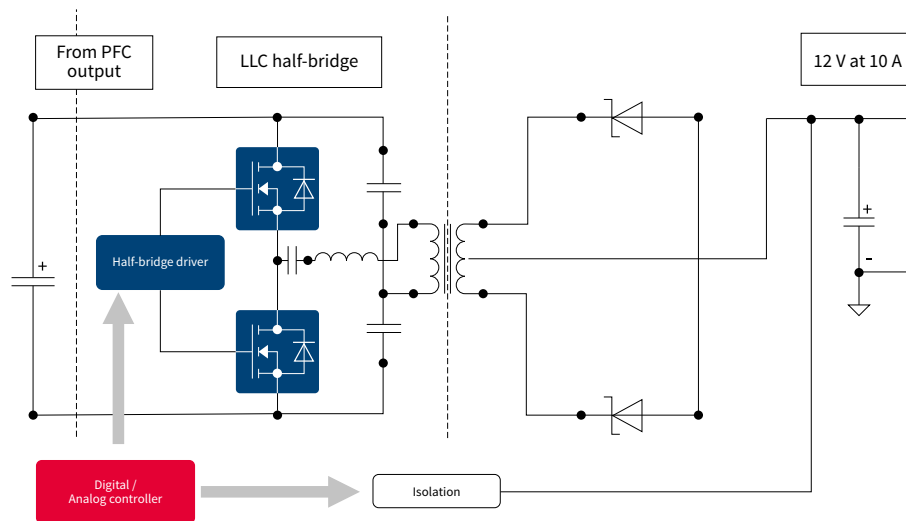 From PFC
output
LLC half-bridge
12 V at 10 A
+
Half-bridge driver
+
-
Digital /
Analog controller
Isolation